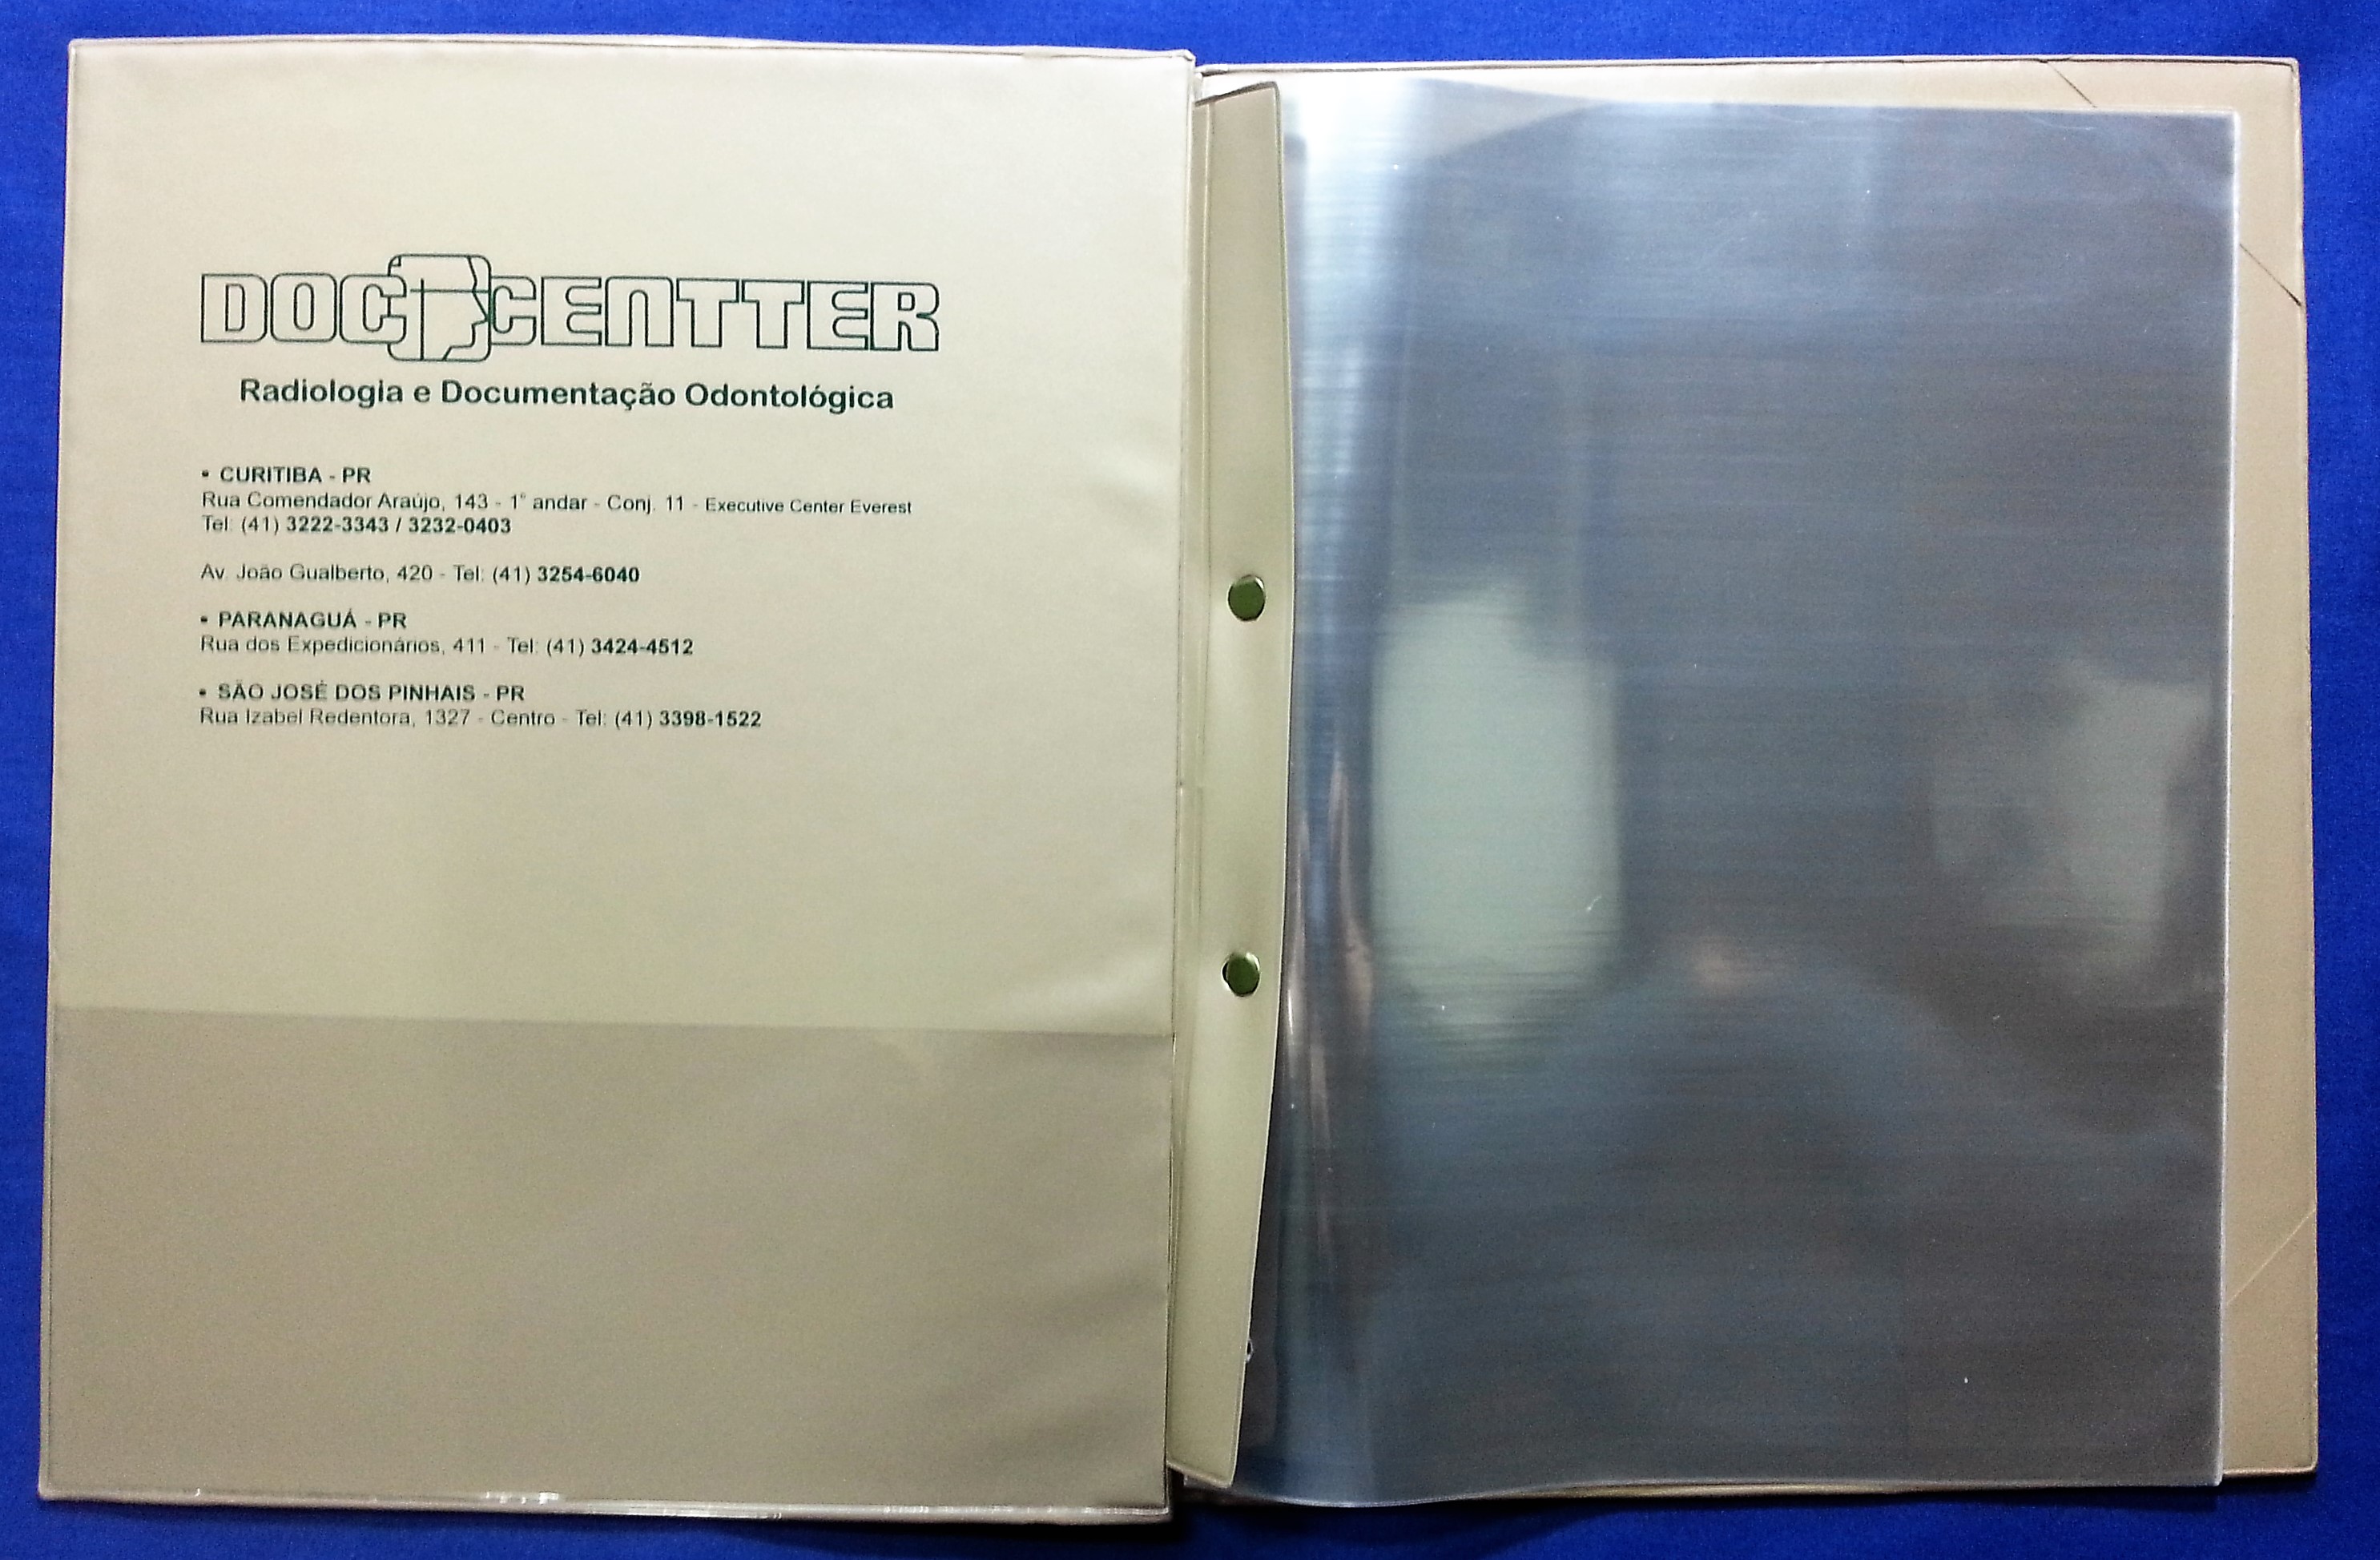 DOC CENTTER
Radiologia e Documentação Odontológica
• CURITIBA - PR
Rua Comendador Araújo, 143 - 1° andar - Conj. 11 - Executive Center Everest
Tel: (41) 3222-3343 / 3232-0403
Av. João Gualberto, 420 - Tel: (41) 3254-6040
• PARANAGUÁ - PR
Rua dos Expedicionários, 411 - Tel: (41) 3424-4512
• SÃO JOSÉ DOS PINHAIS - PR
Rua Izabel Redentora, 1327 - Centro - Tel: (41) 3398-1522